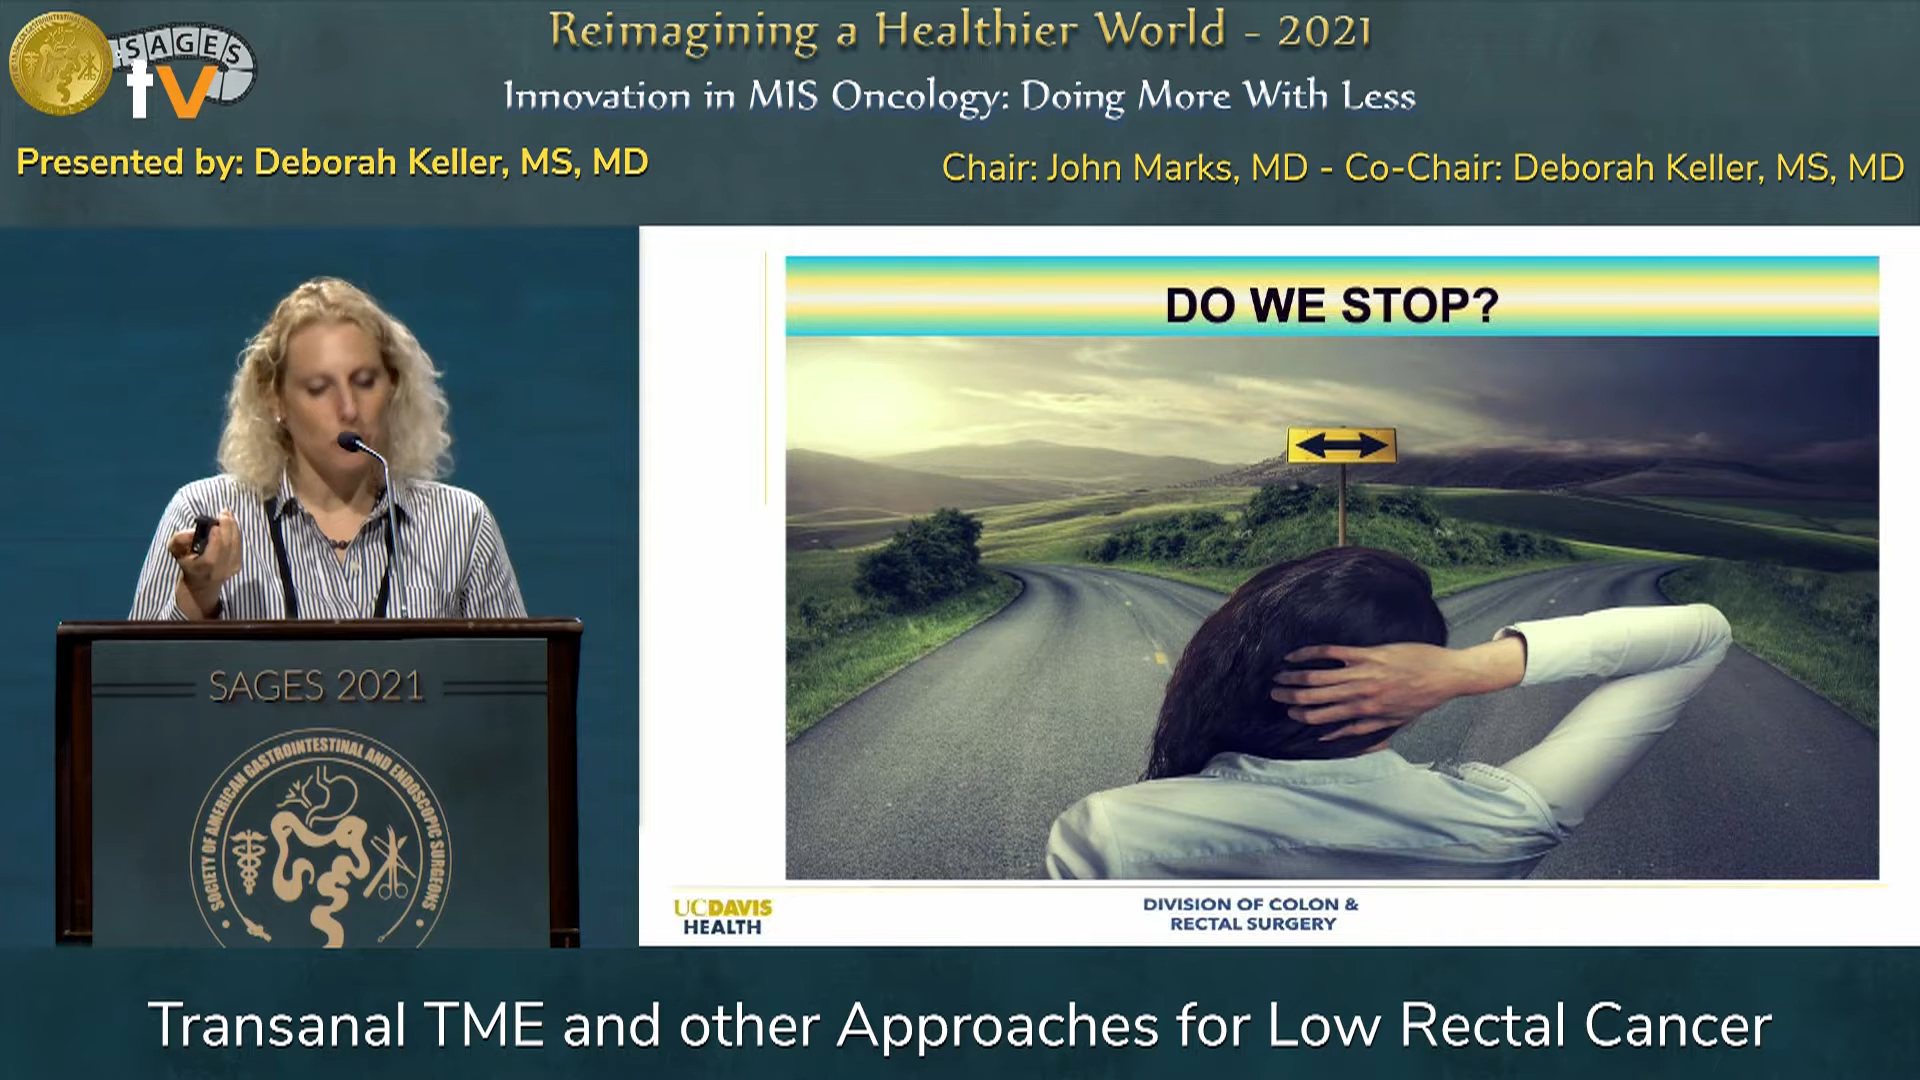 SAGES
tv
Reimagining a Healthier World - 2021
Innovation in MIS Oncology: Doing More With Less
Presented by: Deborah Keller, MS, MD
Chair: John Marks, MD - Co-Chair: Deborah Keller, MS, MD
DO WE STOP?
SAGES 2021
SOCIETY OF AMERICAN GASTROINTESTINAL AND ENDOSCOPIC SURGEONS
UCDAVIS
HEALTH
DIVISION OF COLON &
RECTAL SURGERY
Transanal TME and other Approaches for Low Rectal Cancer